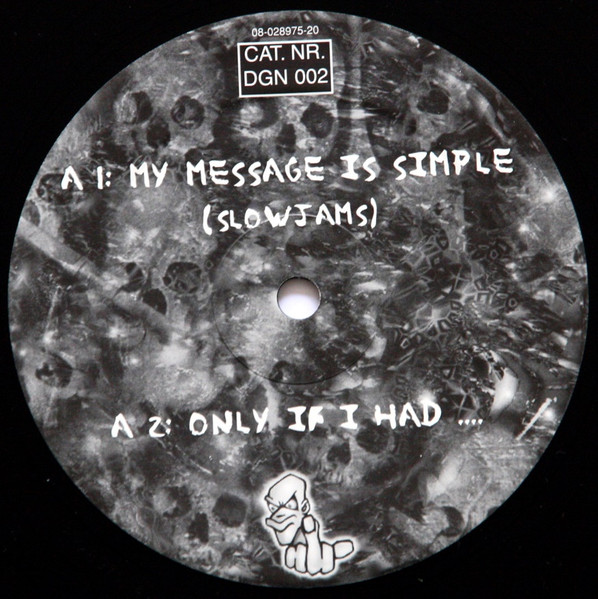 08-028975-20
CAT. NR.
DGN 002
A 1: MY MESSAGE IS SIMPLE
(SLOWJAMS)
A 2: ONLY IF I HAD ....